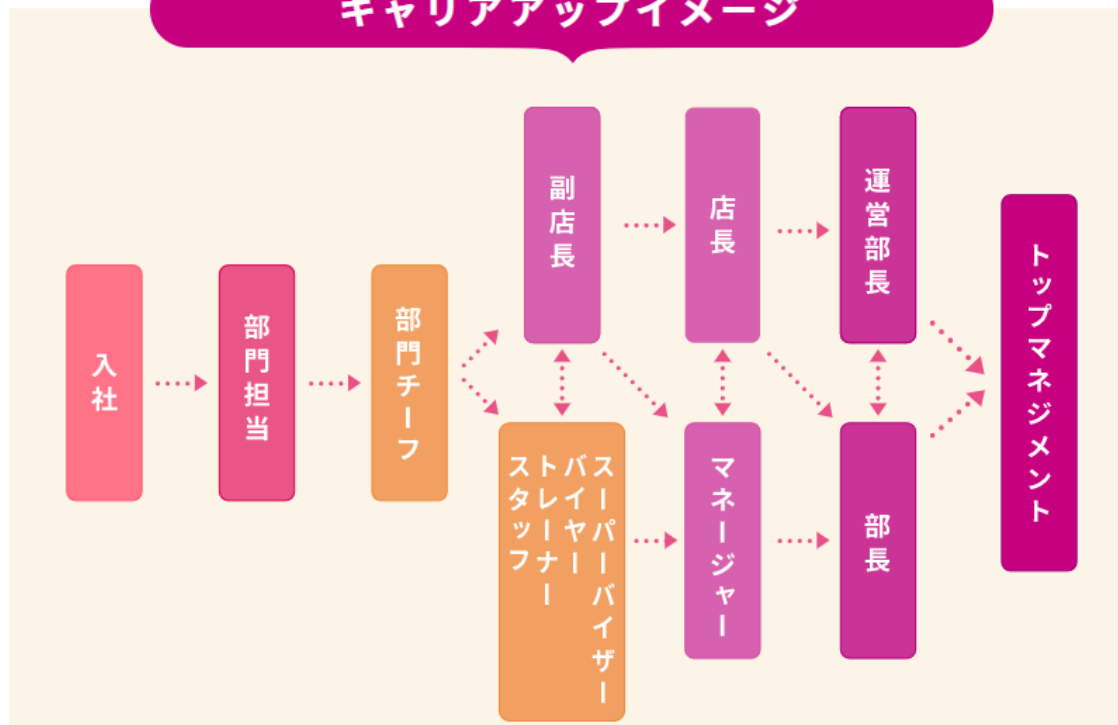 キャリアアップイメージ
入社
部門担当
部門チーフ
副店長
店長
運営部長
スーパーバイザー
バイヤー
トレーナー
スタッフ
マネージャー
部長
トップマネジメント